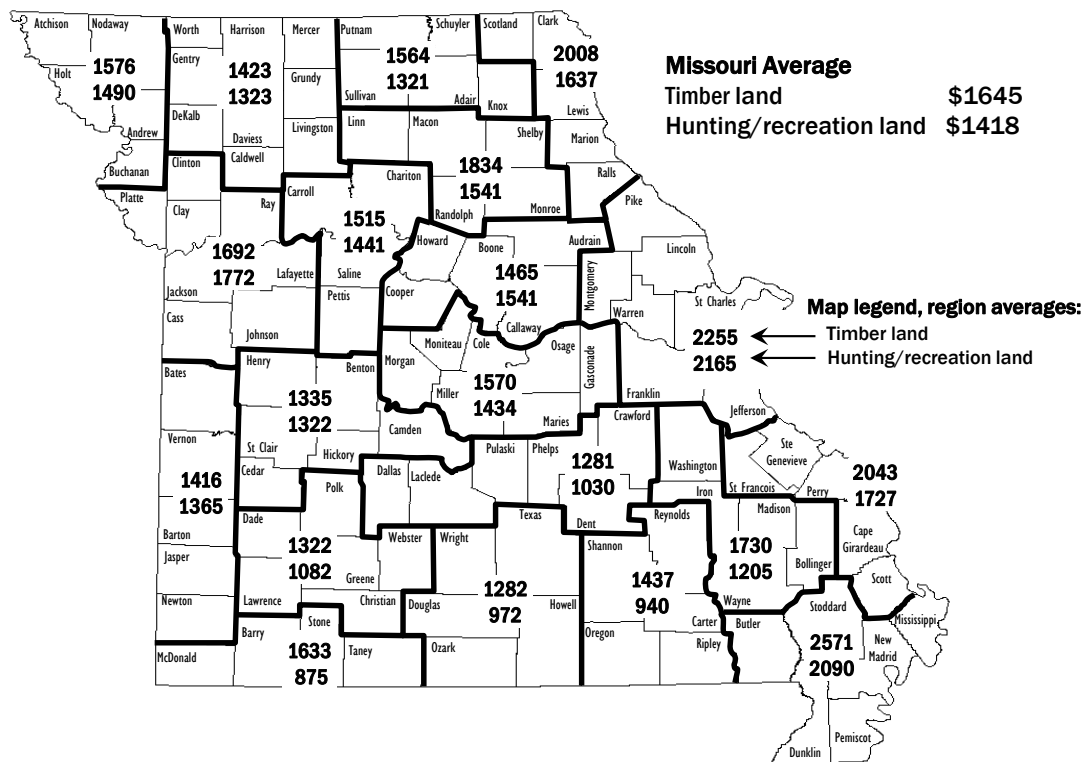 Atchison Nodaway Worth Harrison Mercer Putnam Schuyler Scotland Clark
Gentry
Holt
1576
1490
1423
1323
Grundy
1564
1321
2008
1637
Missouri Average
Timber land $1645
Hunting/recreation land $1418
Sullivan Adair Knox Lewis
DeKalb
Andrew
Daviess Livingston Linn Macon Shelby Marion
Buchanan Clinton Caldwell
Chariton
1834
1541
Ralls
Platte Clay Ray Carroll
Randolph Monroe Pike
1515
1441
Howard Boone Audrain Lincoln
1692
1772
Lafayette Saline
1465
1541
Montgomery
Jackson Pettis Cooper
St Charles
Warren
Cass
Johnson
Callaway
Map legend, region averages:
2255 Timber land
2165 Hunting/recreation land
Moniteau Cole Osage Gasconade
Bates Henry Benton Morgan
1570
1434
Miller
Franklin
1335
1322
Camden Maries Crawford Jefferson
Vernon
St Clair Hickory
Pulaski Phelps
Ste
Genevieve
Cedar
Dallas Laclede
1281
1030
Washington
1416
1365
Polk
St Francois Perry
2043
1727
Iron
Dade Texas Dent Reynolds Madison
Barton
Webster Wright Shannon
Cape
Girardeau
Jasper
1322
1082
Greene
1730
1205
Bollinger
Scott
1282
972
1437
940
Newton Lawrence Christian Douglas Howell Wayne Stoddard
Stone Carter Butler Mississippi
Barry
Taney Ozark Oregon Ripley
McDonald
1633
875
2571
2090
New
Madrid
Pemiscot
Dunklin